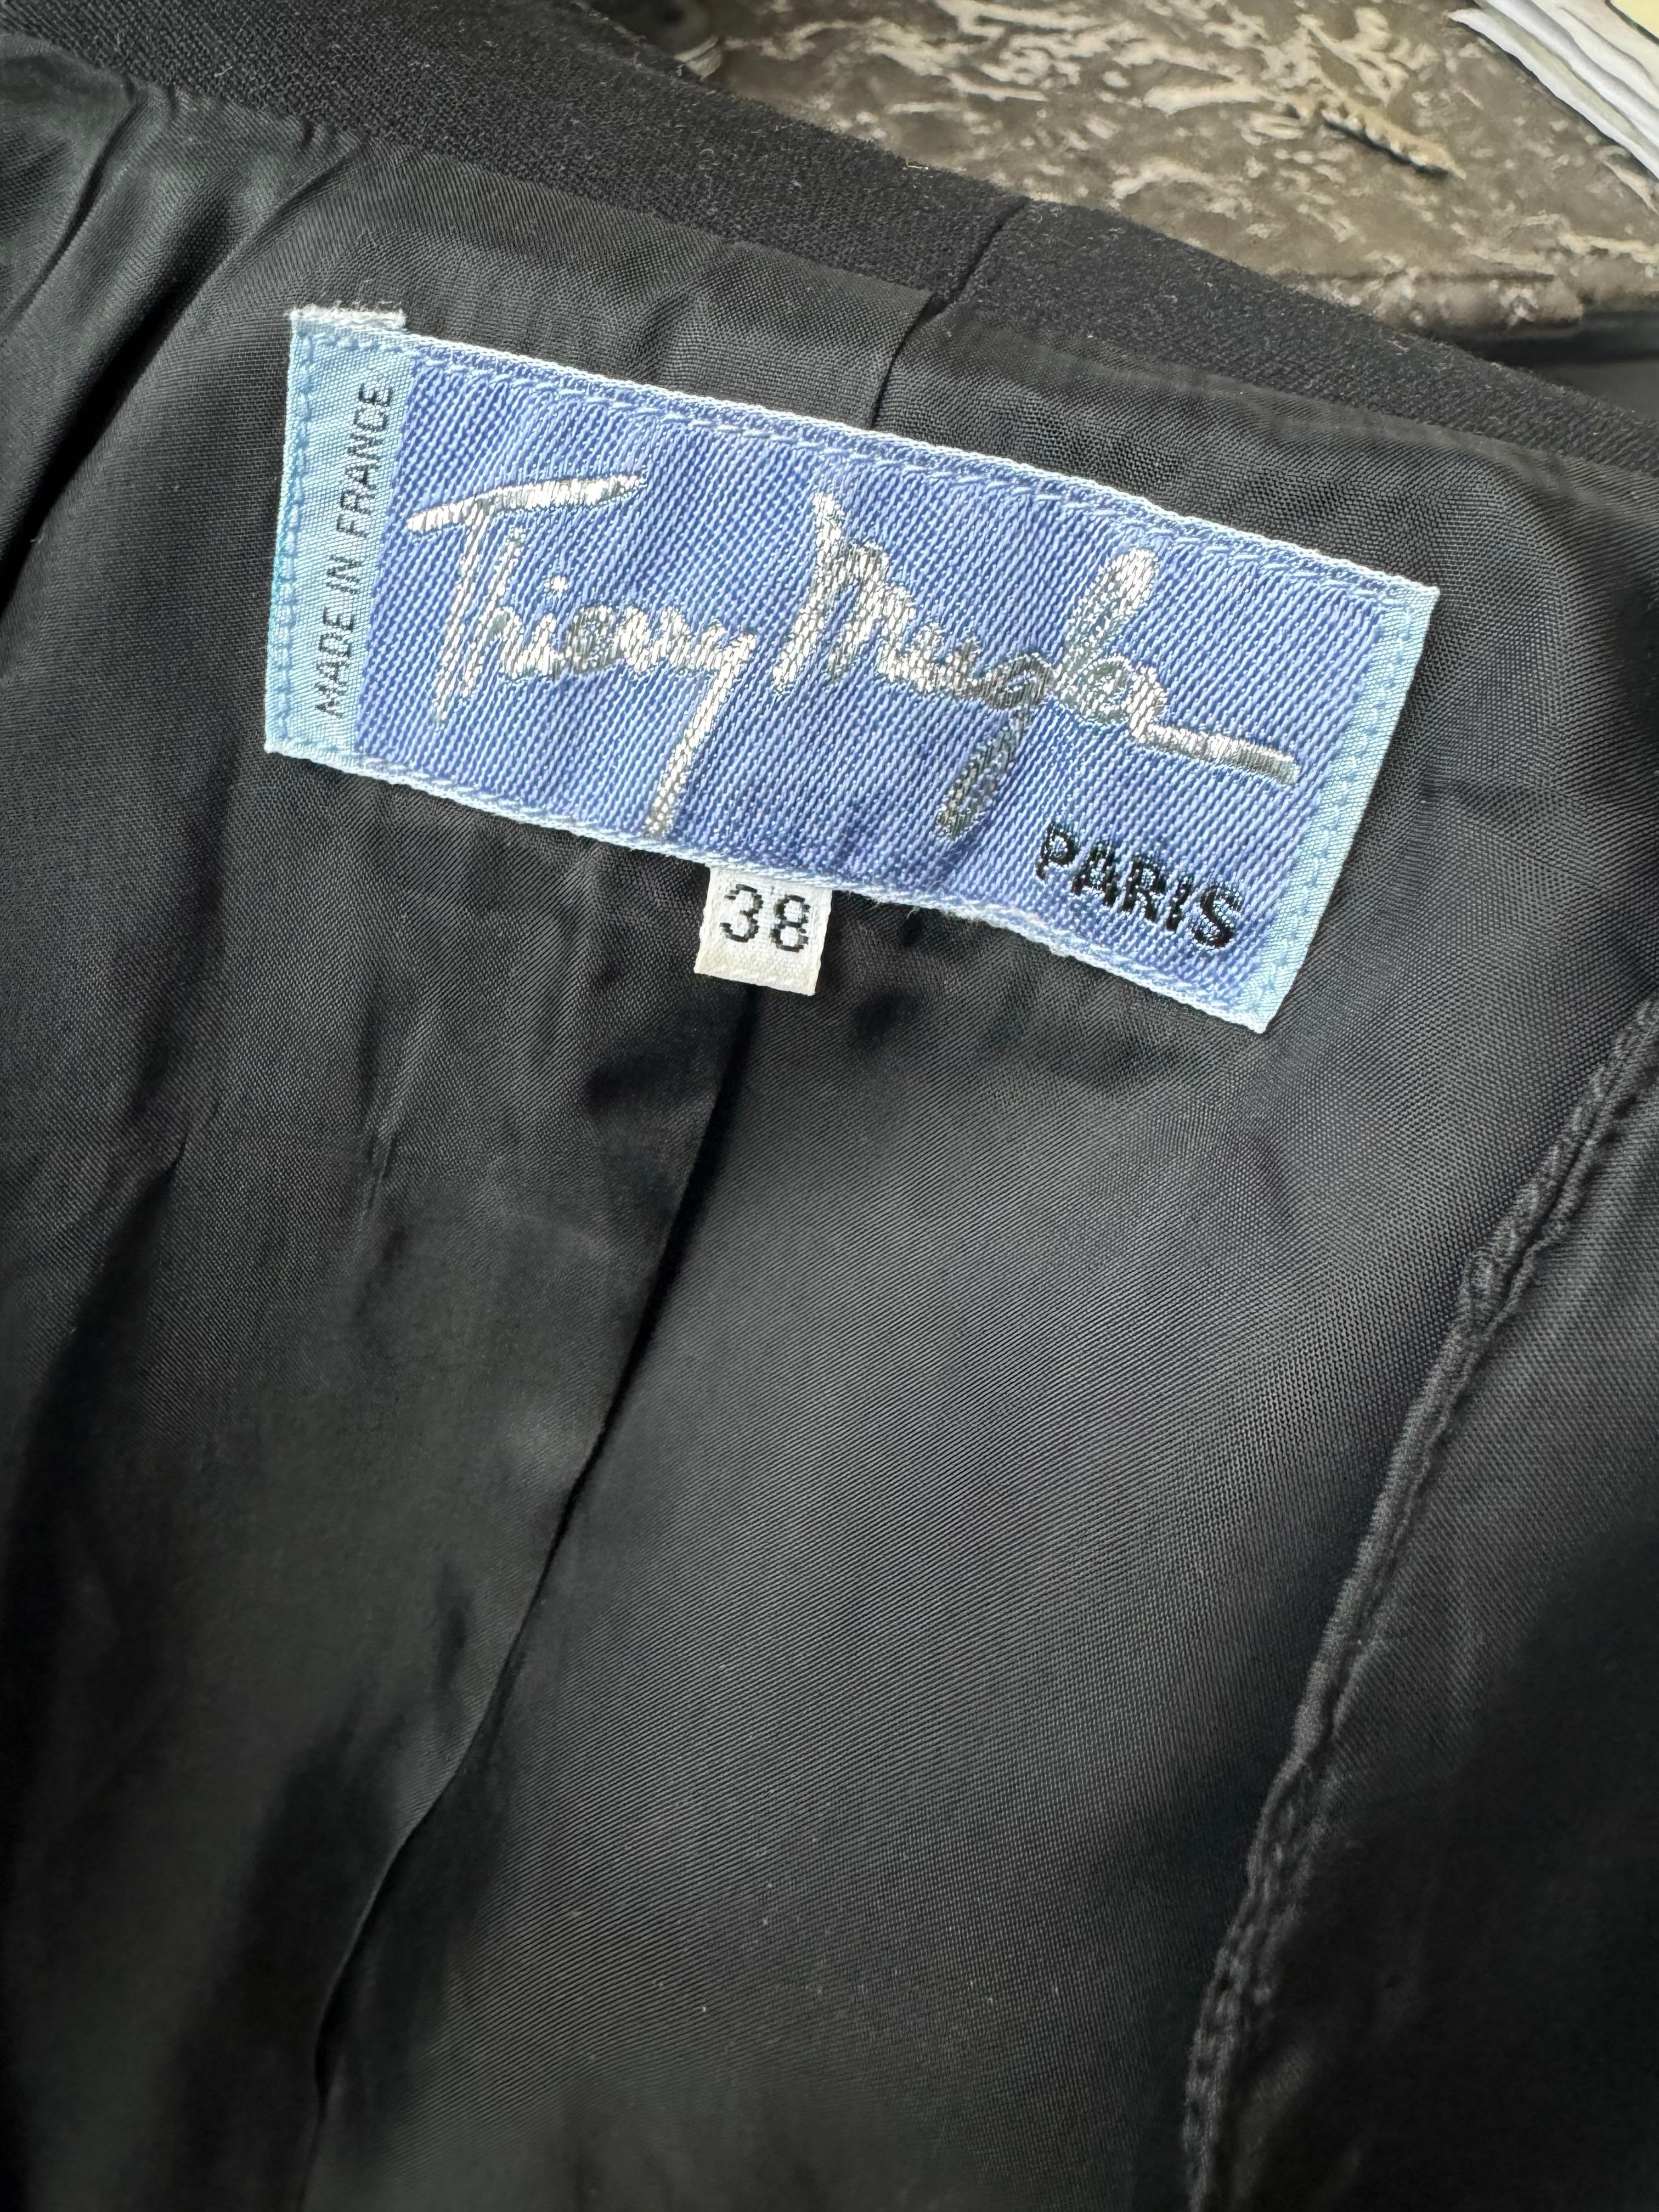 MADE IN FRANCE
Thierry Mugler
PARIS
38